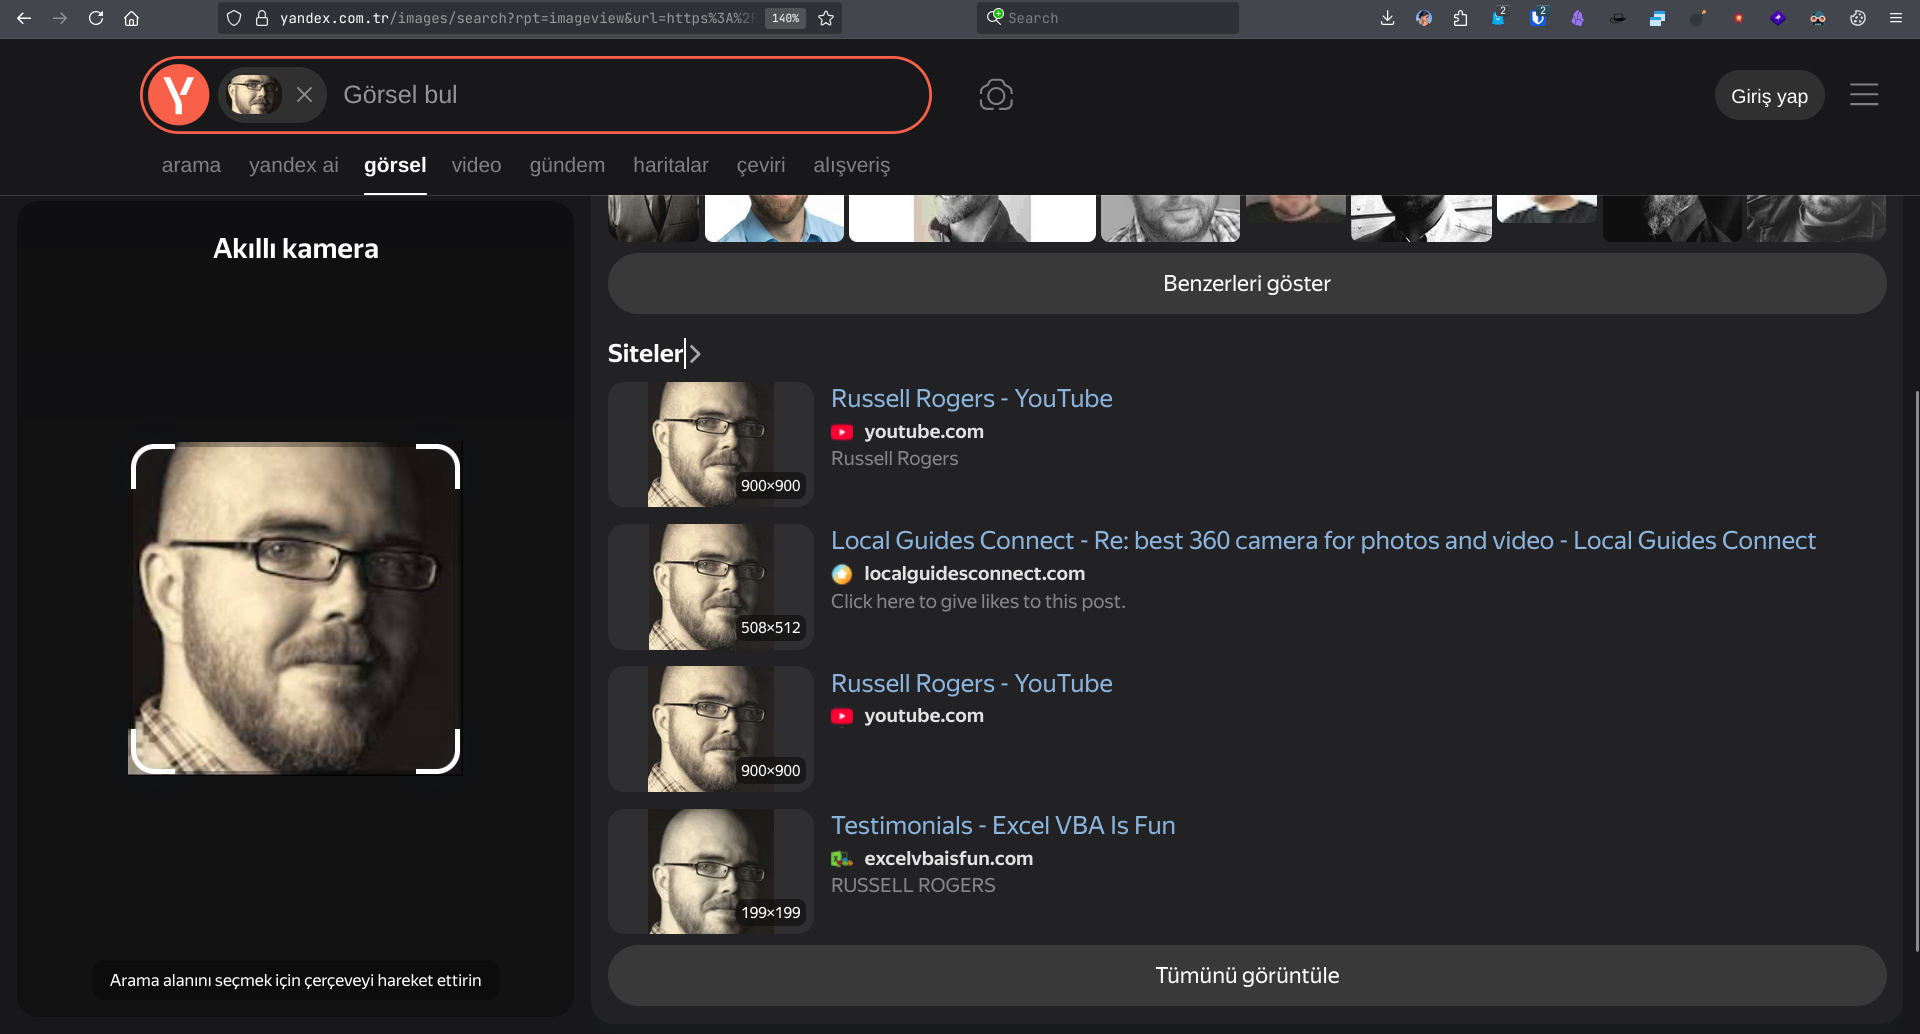 yandex.com.tr/images/search?rpt=imageview&url=https%3A%2F
140%
Search
2
2
Görsel bul
Giriş yap
arama
yandex ai
görsel
video
gündem
haritalar
çeviri
alışveriş
Akıllı kamera
Arama alanını seçmek için çerçeveyi hareket ettirin
Benzerleri göster
Siteler
Russell Rogers - YouTube
youtube.com
Russell Rogers
900×900
Local Guides Connect - Re: best 360 camera for photos and video - Local Guides Connect
localguidesconnect.com
Click here to give likes to this post.
508×512
Russell Rogers - YouTube
youtube.com
900×900
Testimonials - Excel VBA Is Fun
excelvbaisfun.com
RUSSELL ROGERS
199×199
Tümünü görüntüle